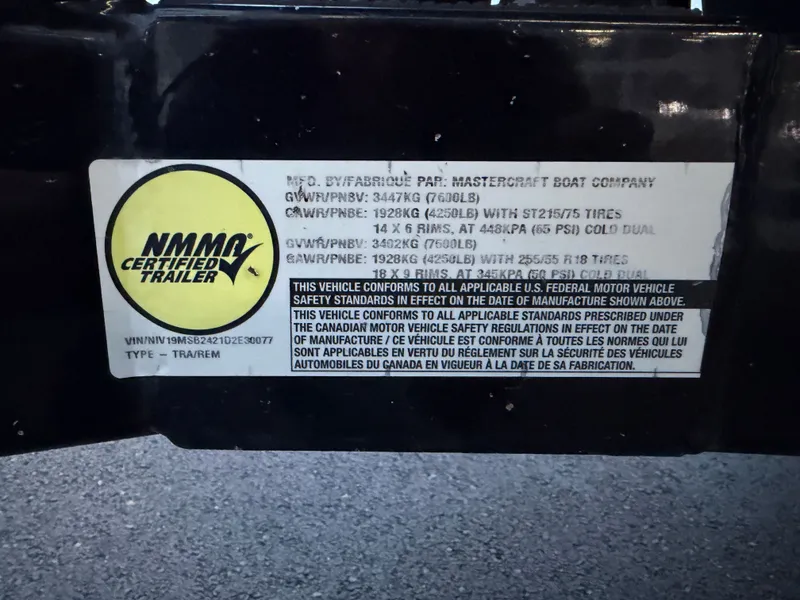 NMMA
CERTIFIED
TRAILER
VIN/NIV19MSB2421D2E30077
TYPE – TRA/REM
MFD. BY/FABRIQUE PAR: MASTERCRAFT BOAT COMPANY
GVWR/PNBV: 3447KG (7600LB)
GAWR/PNBE: 1928KG (4250LB) WITH ST215/75 TIRES
14 X 6 RIMS, AT 448KPA (65 PSI) COLD DUAL
GVWR/PNBV: 3402KG (7500LB)
GAWR/PNBE: 1928KG (4250LB) WITH 255/55 R18 TIRES
18 X 9 RIMS, AT 345KPA (50 PSI) COLD DUAL
THIS VEHICLE CONFORMS TO ALL APPLICABLE U.S. FEDERAL MOTOR VEHICLE
SAFETY STANDARDS IN EFFECT ON THE DATE OF MANUFACTURE SHOWN ABOVE.
THIS VEHICLE CONFORMS TO ALL APPLICABLE STANDARDS PRESCRIBED UNDER
THE CANADIAN MOTOR VEHICLE SAFETY REGULATIONS IN EFFECT ON THE DATE
OF MANUFACTURE / CE VÉHICULE EST CONFORME À TOUTES LES NORMES QUI LUI
SONT APPLICABLES EN VERTU DU RÉGLEMENT SUR LA SÉCURITÉ DES VÉHICULES
AUTOMOBILES DU CANADA EN VIGUEUR À LA DATE DE SA FABRICATION.